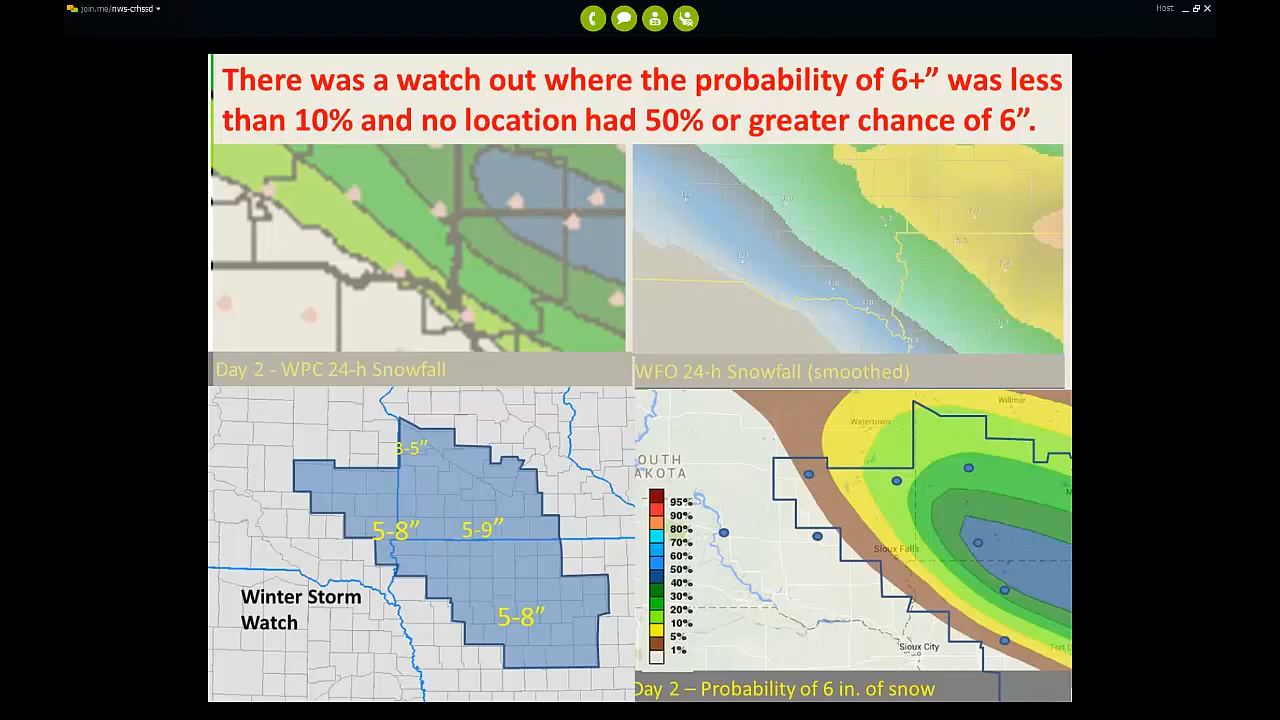 join.me/nws-crhssd
Host
There was a watch out where the probability of 6+” was less
than 10% and no location had 50% or greater chance of 6”.
Day 2 - WPC 24-h Snowfall
WFO 24-h Snowfall (smoothed)
3-5”
5-8”
5-9”
5-8”
Winter Storm
Watch
Willmar
Watertown
OUTH
AKOTA
Sioux Falls
Sioux City
Fort D
95%
90%
80%
70%
60%
50%
40%
30%
20%
10%
5%
1%
Day 2 – Probability of 6 in. of snow